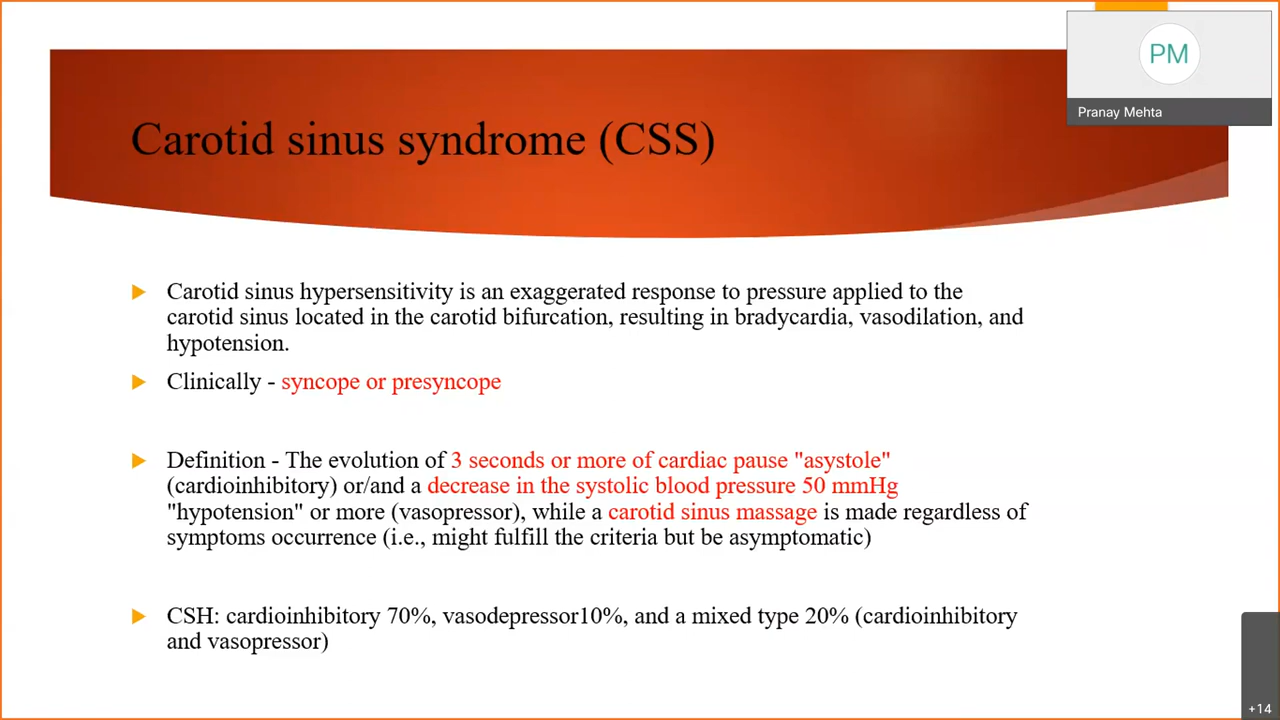 PM
Pranay Mehta
Carotid sinus syndrome (CSS)
Carotid sinus hypersensitivity is an exaggerated response to pressure applied to the
carotid sinus located in the carotid bifurcation, resulting in bradycardia, vasodilation, and
hypotension.
Clinically - syncope or presyncope
Definition - The evolution of 3 seconds or more of cardiac pause "asystole"
(cardioinhibitory) or/and a decrease in the systolic blood pressure 50 mmHg
"hypotension" or more (vasopressor), while a carotid sinus massage is made regardless of
symptoms occurrence (i.e., might fulfill the criteria but be asymptomatic)
CSH: cardioinhibitory 70%, vasodepressor10%, and a mixed type 20% (cardioinhibitory
and vasopressor)
+14